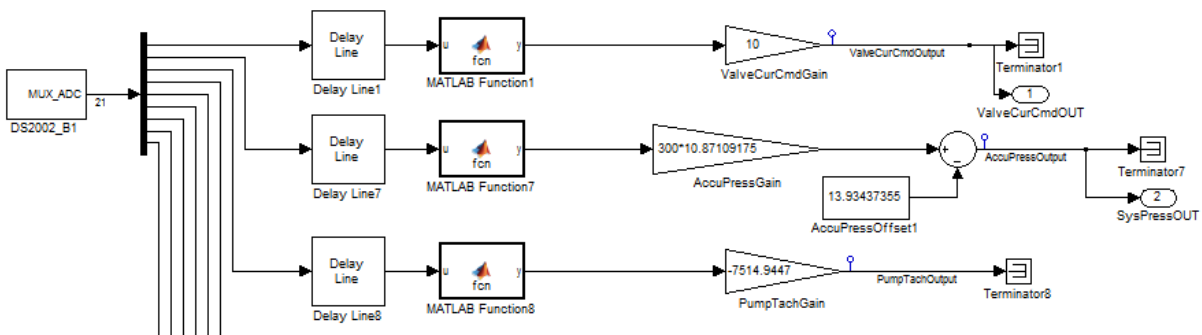 Delay
Line
Delay Line1
u
fcn
y
MATLAB Function1
10
ValveCurCmdGain
ValveCurCmdOutput
Terminator1
1
ValveCurCmdOUT
MUX_ADC
21
DS2002_B1
Delay
Line
Delay Line7
u
fcn
y
MATLAB Function7
300*10.87109175
AccuPressGain
+
−
AccuPressOutput
Terminator7
13.93437355
AccuPressOffset1
2
SysPressOUT
Delay
Line
Delay Line8
u
fcn
y
MATLAB Function8
-7514.9447
PumpTachGain
PumpTachOutput
Terminator8